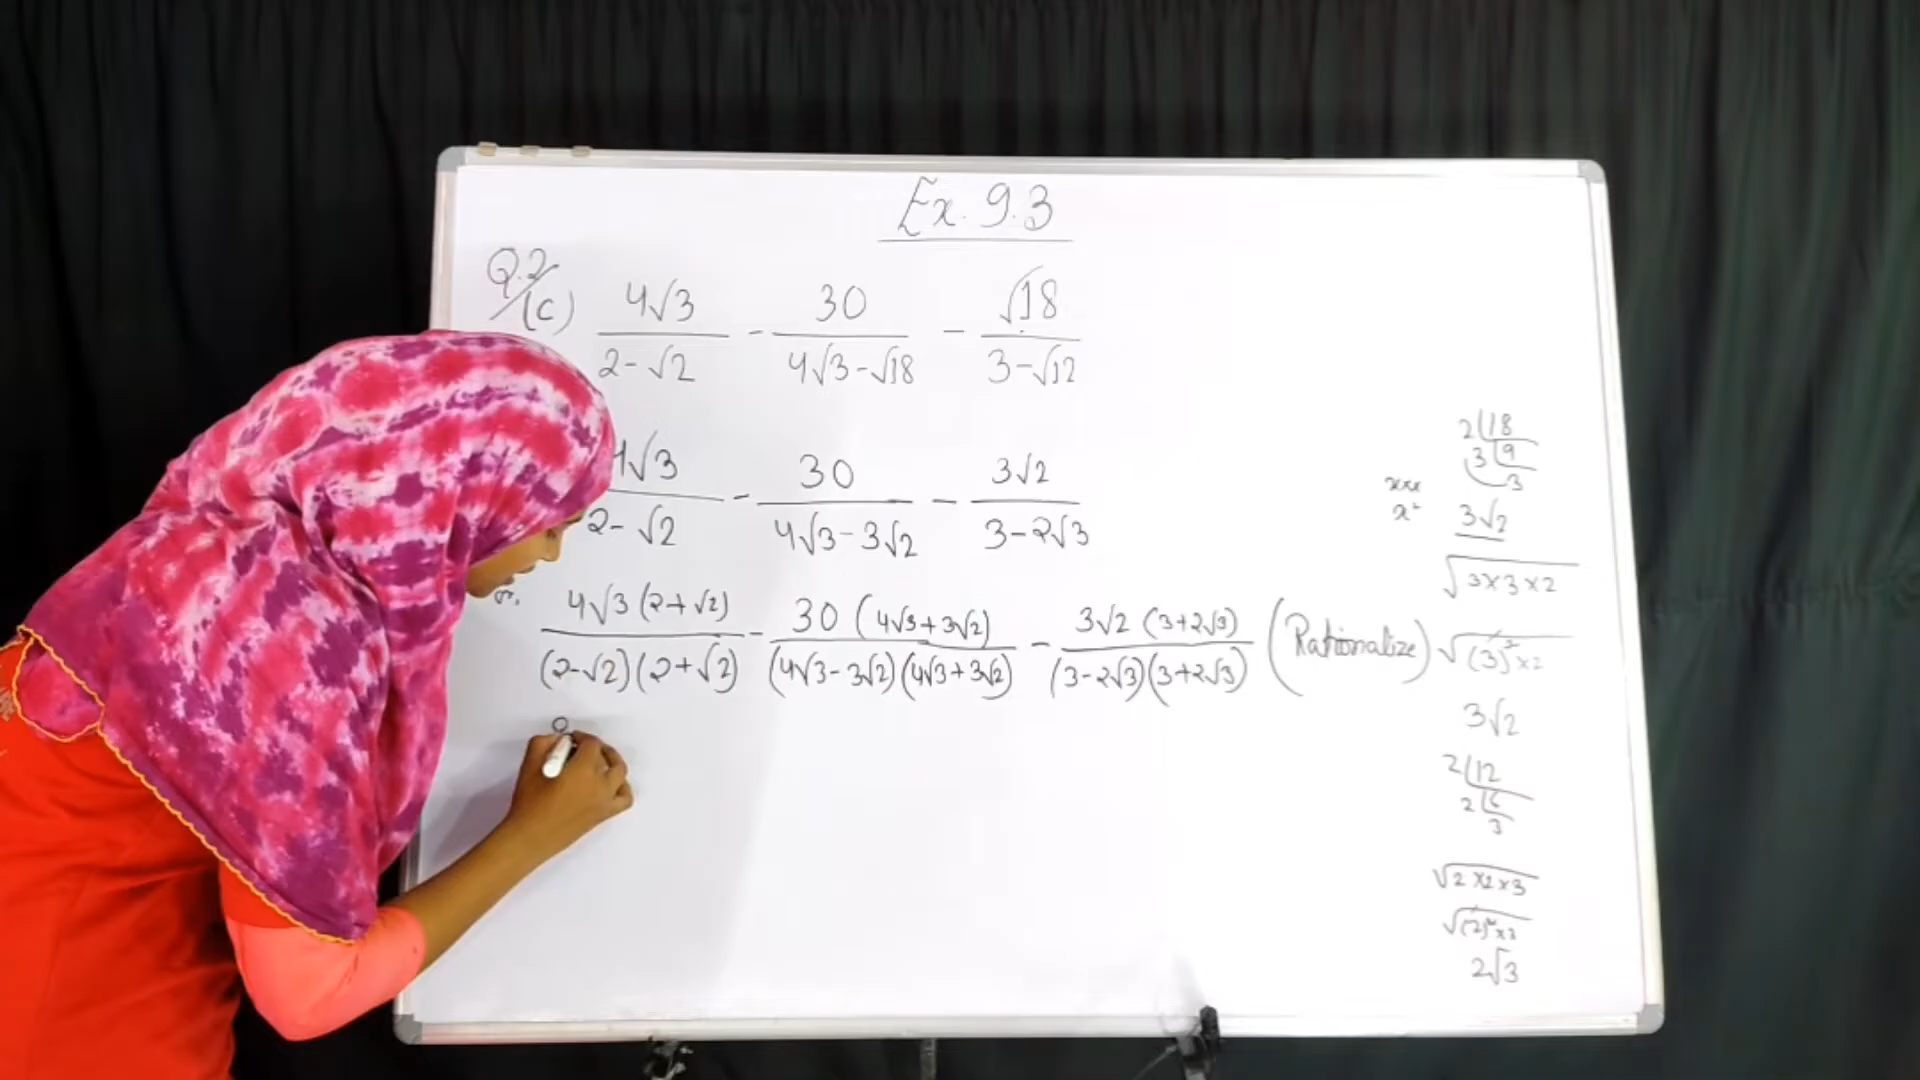 Ex. 9.3
Q.2/(C) 4√3/(2-√2) - 30/(4√3-√18) - √18/(3-√12)
4√3/(2-√2) - 30/(4√3-3√2) - 3√2/(3-2√3)
4√3(2+√2)/(2-√2)(2+√2) - 30(4√3+3√2)/(4√3-3√2)(4√3+3√2) - 3√2(3+2√3)/(3-2√3)(3+2√3) (Rationalize)
8
2|18
3|9
3
x×x
x²
3√2
√3×3×2
√(3)²×2
3√2
2|12
2|6
3
√2×2×3
√(2)²×3
2√3